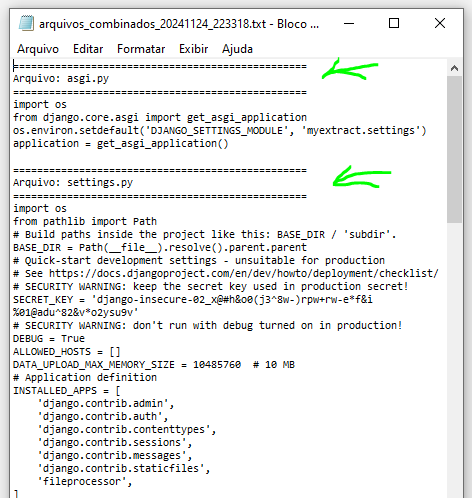 arquivos_combinados_20241124_223318.txt - Bloco ...
Arquivo Editar Formatar Exibir Ajuda
==================================================
Arquivo: asgi.py
==================================================
import os
from django.core.asgi import get_asgi_application
os.environ.setdefault('DJANGO_SETTINGS_MODULE', 'myextract.settings')
application = get_asgi_application()
==================================================
Arquivo: settings.py
==================================================
import os
from pathlib import Path
# Build paths inside the project like this: BASE_DIR / 'subdir'.
BASE_DIR = Path(__file__).resolve().parent.parent
# Quick-start development settings - unsuitable for production
# See https://docs.djangoproject.com/en/dev/howto/deployment/checklist/
# SECURITY WARNING: keep the secret key used in production secret!
SECRET_KEY = 'django-insecure-02_x@#h&o0(j3^8w-)rpw+rw-e*f&i
%01@adu^82&v*o2ysu9v'
# SECURITY WARNING: don't run with debug turned on in production!
DEBUG = True
ALLOWED_HOSTS = []
DATA_UPLOAD_MAX_MEMORY_SIZE = 10485760  # 10 MB
# Application definition
INSTALLED_APPS = [
    'django.contrib.admin',
    'django.contrib.auth',
    'django.contrib.contenttypes',
    'django.contrib.sessions',
    'django.contrib.messages',
    'django.contrib.staticfiles',
    'fileprocessor',
]